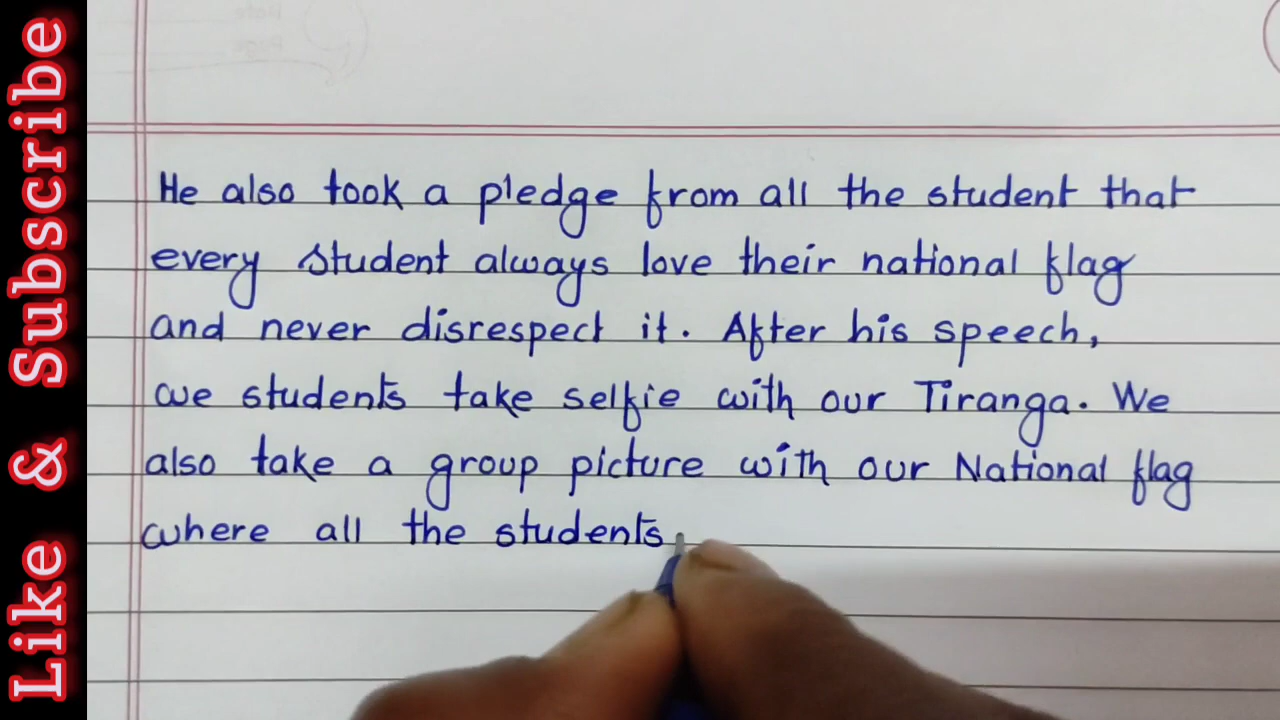 Like & Subscribe
He also took a pledge from all the student that
every student always love their national flag
and never disrespect it. After his speech,
we students take selfie with our Tiranga. We
also take a group picture with our National flag
where all the students